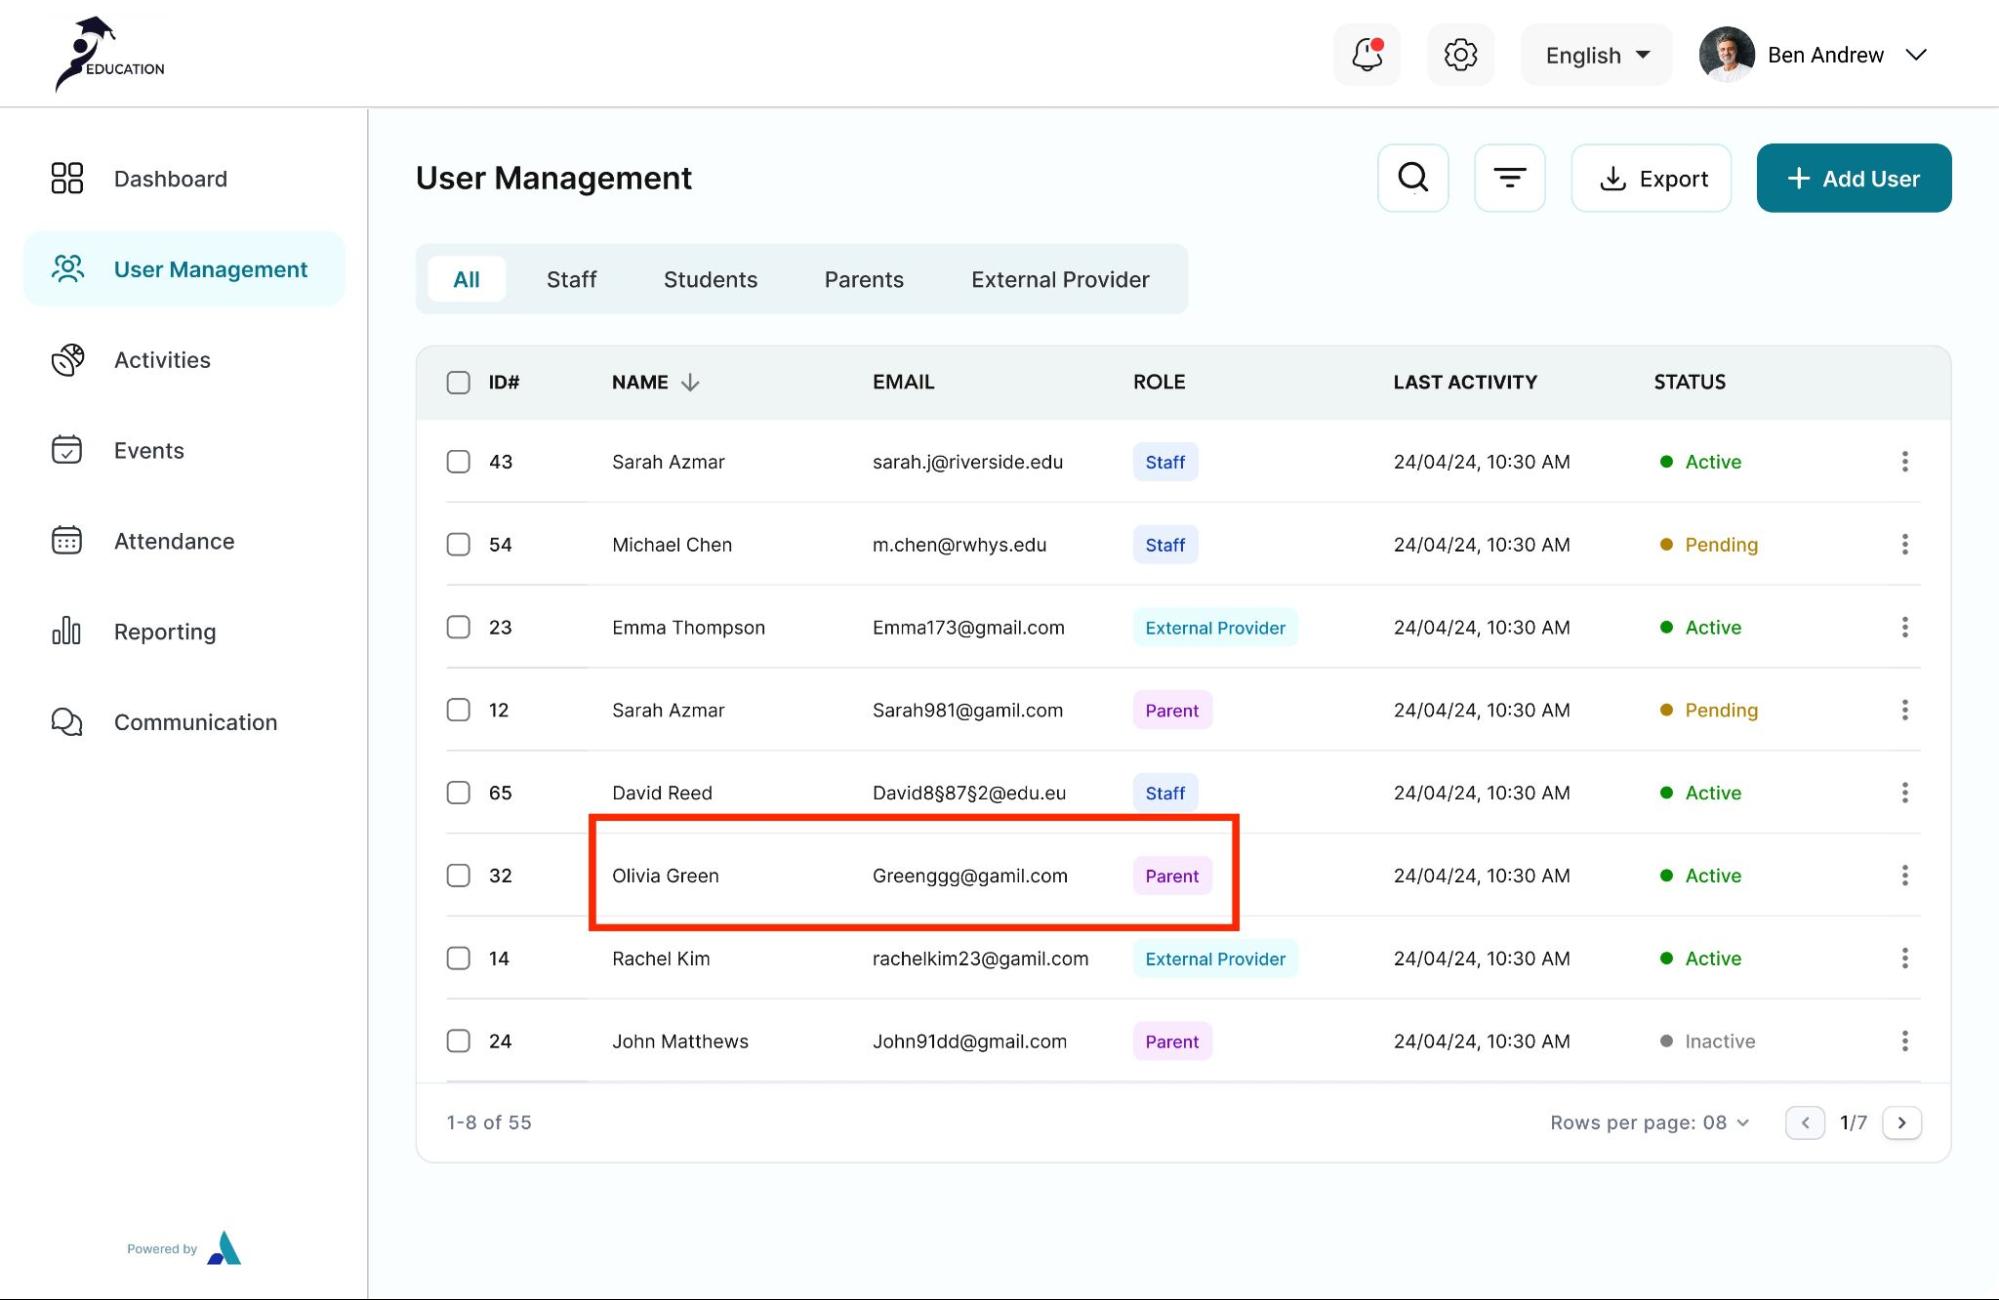 EDUCATION
English
Ben Andrew
Dashboard
User Management
Activities
Events
Attendance
Reporting
Communication
Powered by
User Management
Export
+ Add User
All Staff Students Parents External Provider
ID# NAME EMAIL ROLE LAST ACTIVITY STATUS
43 Sarah Azmar sarah.j@riverside.edu Staff 24/04/24, 10:30 AM Active
54 Michael Chen m.chen@rwhys.edu Staff 24/04/24, 10:30 AM Pending
23 Emma Thompson Emma173@gmail.com External Provider 24/04/24, 10:30 AM Active
12 Sarah Azmar Sarah981@gamil.com Parent 24/04/24, 10:30 AM Pending
65 David Reed David8§87§2@edu.eu Staff 24/04/24, 10:30 AM Active
32 Olivia Green Greenggg@gamil.com Parent 24/04/24, 10:30 AM Active
14 Rachel Kim rachelkim23@gamil.com External Provider 24/04/24, 10:30 AM Active
24 John Matthews John91dd@gmail.com Parent 24/04/24, 10:30 AM Inactive
1-8 of 55
Rows per page: 08
1/7